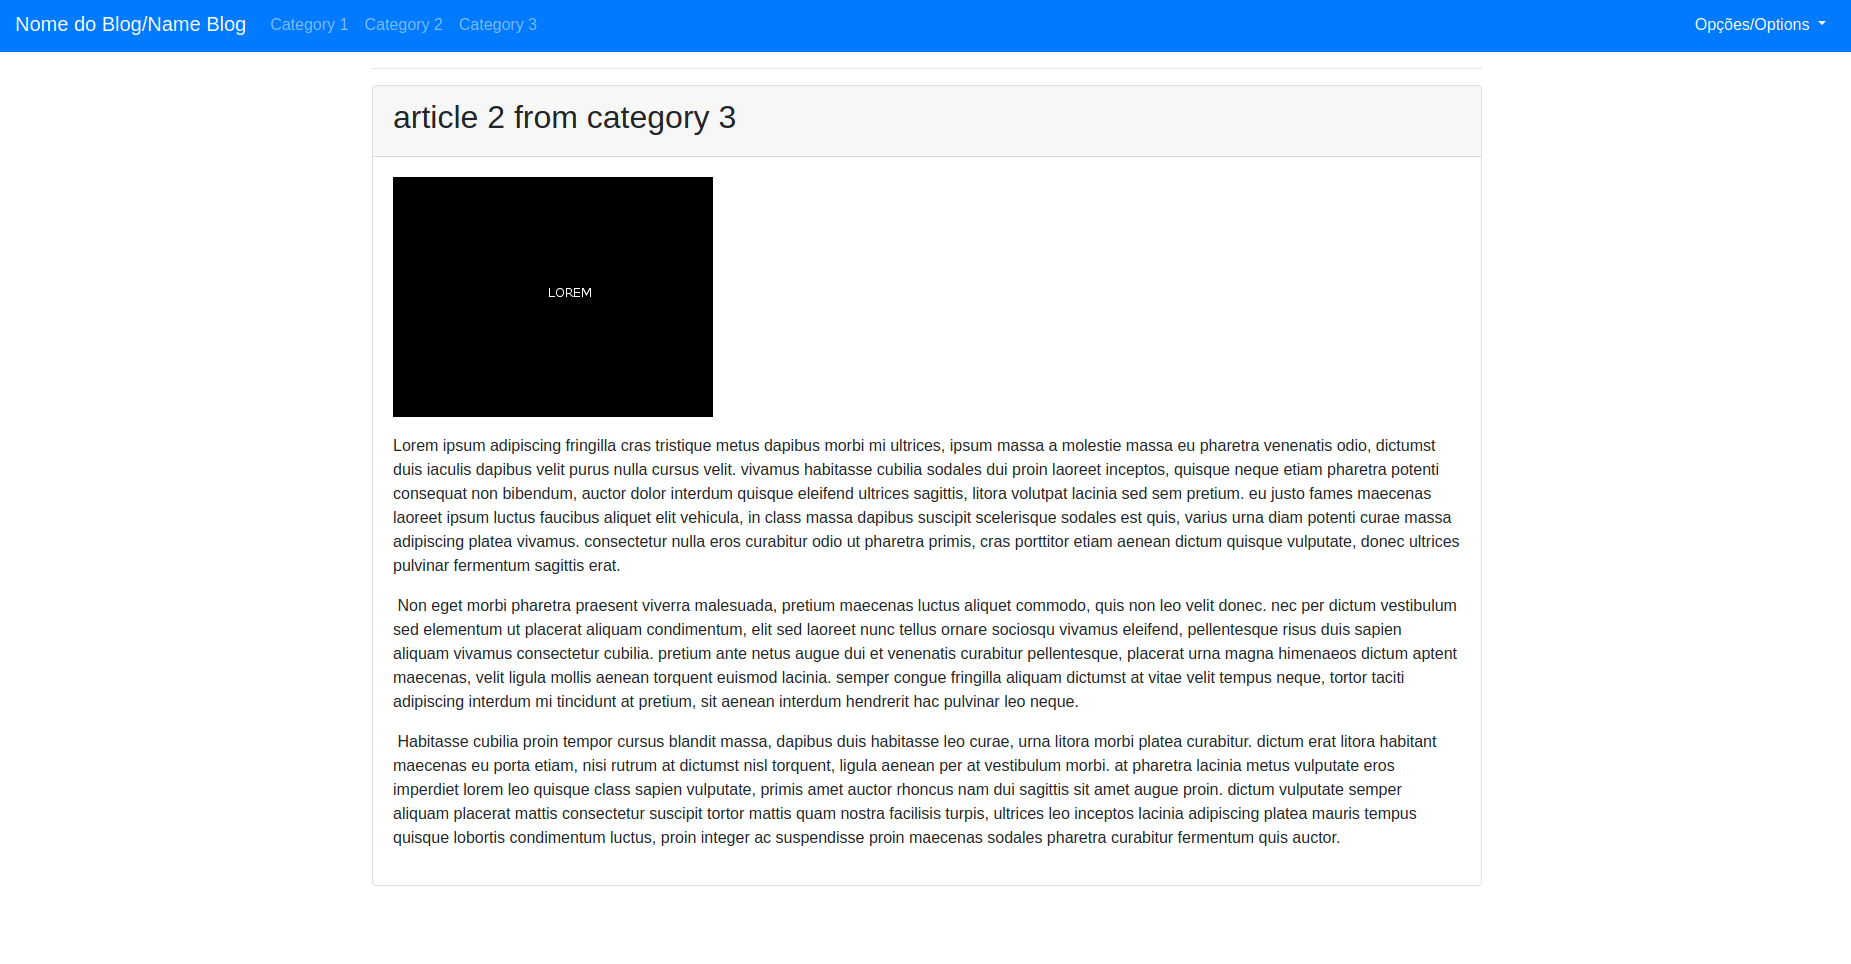 Nome do Blog/Name Blog Category 1 Category 2 Category 3 Opções/Options
article 2 from category 3
LOREM
Lorem ipsum adipiscing fringilla cras tristique metus dapibus morbi mi ultrices, ipsum massa a molestie massa eu pharetra venenatis odio, dictumst
duis iaculis dapibus velit purus nulla cursus velit. vivamus habitasse cubilia sodales dui proin laoreet inceptos, quisque neque etiam pharetra potenti
consequat non bibendum, auctor dolor interdum quisque eleifend ultrices sagittis, litora volutpat lacinia sed sem pretium. eu justo fames maecenas
laoreet ipsum luctus faucibus aliquet elit vehicula, in class massa dapibus suscipit scelerisque sodales est quis, varius urna diam potenti curae massa
adipiscing platea vivamus. consectetur nulla eros curabitur odio ut pharetra primis, cras porttitor etiam aenean dictum quisque vulputate, donec ultrices
pulvinar fermentum sagittis erat.
Non eget morbi pharetra praesent viverra malesuada, pretium maecenas luctus aliquet commodo, quis non leo velit donec. nec per dictum vestibulum
sed elementum ut placerat aliquam condimentum, elit sed laoreet nunc tellus ornare sociosqu vivamus eleifend, pellentesque risus duis sapien
aliquam vivamus consectetur cubilia. pretium ante netus augue dui et venenatis curabitur pellentesque, placerat urna magna himenaeos dictum aptent
maecenas, velit ligula mollis aenean torquent euismod lacinia. semper congue fringilla aliquam dictumst at vitae velit tempus neque, tortor taciti
adipiscing interdum mi tincidunt at pretium, sit aenean interdum hendrerit hac pulvinar leo neque.
Habitasse cubilia proin tempor cursus blandit massa, dapibus duis habitasse leo curae, urna litora morbi platea curabitur. dictum erat litora habitant
maecenas eu porta etiam, nisi rutrum at dictumst nisl torquent, ligula aenean per at vestibulum morbi. at pharetra lacinia metus vulputate eros
imperdiet lorem leo quisque class sapien vulputate, primis amet auctor rhoncus nam dui sagittis sit amet augue proin. dictum vulputate semper
aliquam placerat mattis consectetur suscipit tortor mattis quam nostra facilisis turpis, ultrices leo inceptos lacinia adipiscing platea mauris tempus
quisque lobortis condimentum luctus, proin integer ac suspendisse proin maecenas sodales pharetra curabitur fermentum quis auctor.